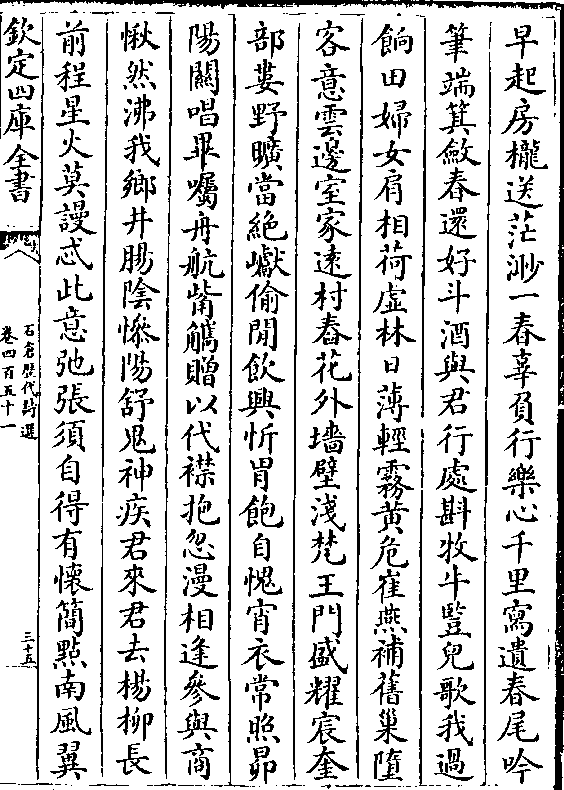 早起房櫳送茫渺一春辜負行樂心千里寫遺春尾吟
筆端箕斂春還好斗酒與君行處斟牧牛豎兒歌我過
餉田婦女肩相荷虛林日薄輕霧黃危隺燕補舊巢墮
客意雲邊室家遠村舂花外墻壁淺梵王門盛耀宸奎
部婁野曠當絶巘偷閒飲興忻胃飽自愧宵衣常照昴
陽關唱畢囑舟航觜觿贈以代襟抱忽漫相逢參與商
愀然沸我鄉井腸陰慘陽舒鬼神疾君來君去楊柳長
前程星火莫謾忒此意弛張須自得有懷簡㸃南風翼
欽定四庫全書
石倉歷代詩選
卷四百五十一
三十五